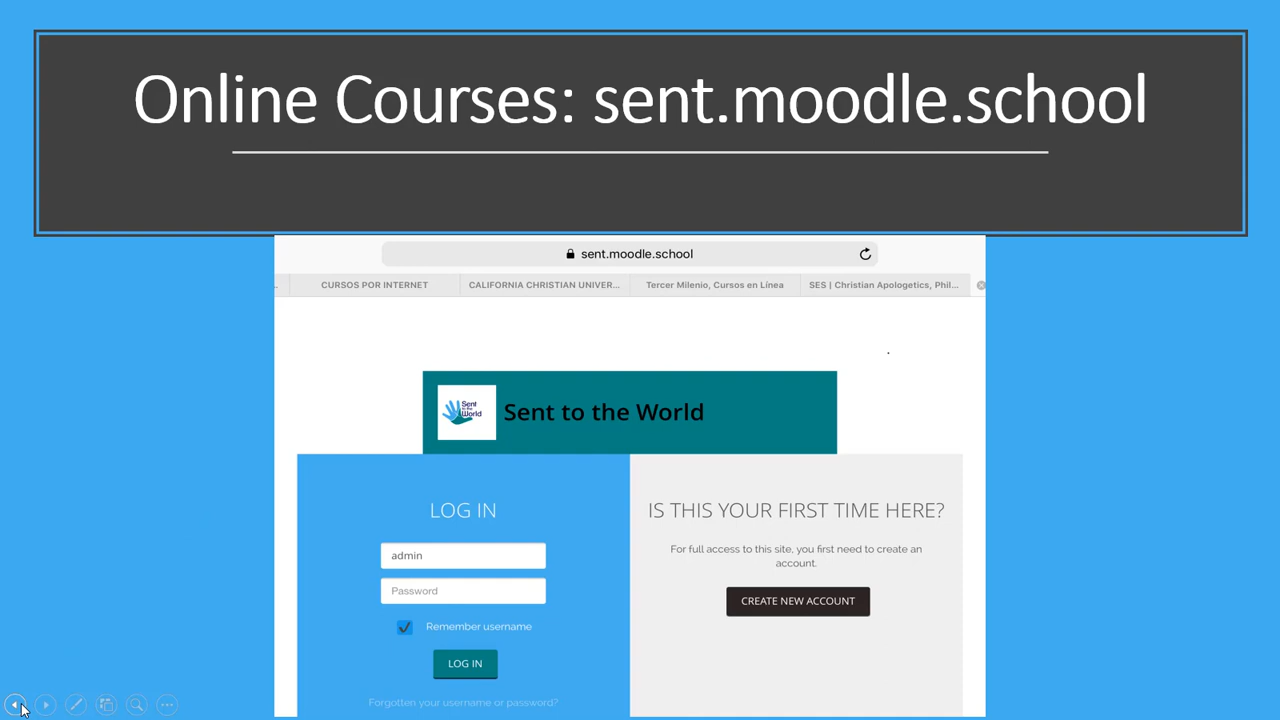 Online Courses: sent.moodle.school
sent.moodle.school
CURSOS POR INTERNET
CALIFORNIA CHRISTIAN UNIVER...
Tercer Milenio, Cursos en Línea
SES | Christian Apologetics, Phil...
Sent
to the
World
Sent to the World
LOG IN
admin
Password
Remember username
LOG IN
Forgotten your username or password?
IS THIS YOUR FIRST TIME HERE?
For full access to this site, you first need to create an
account.
CREATE NEW ACCOUNT